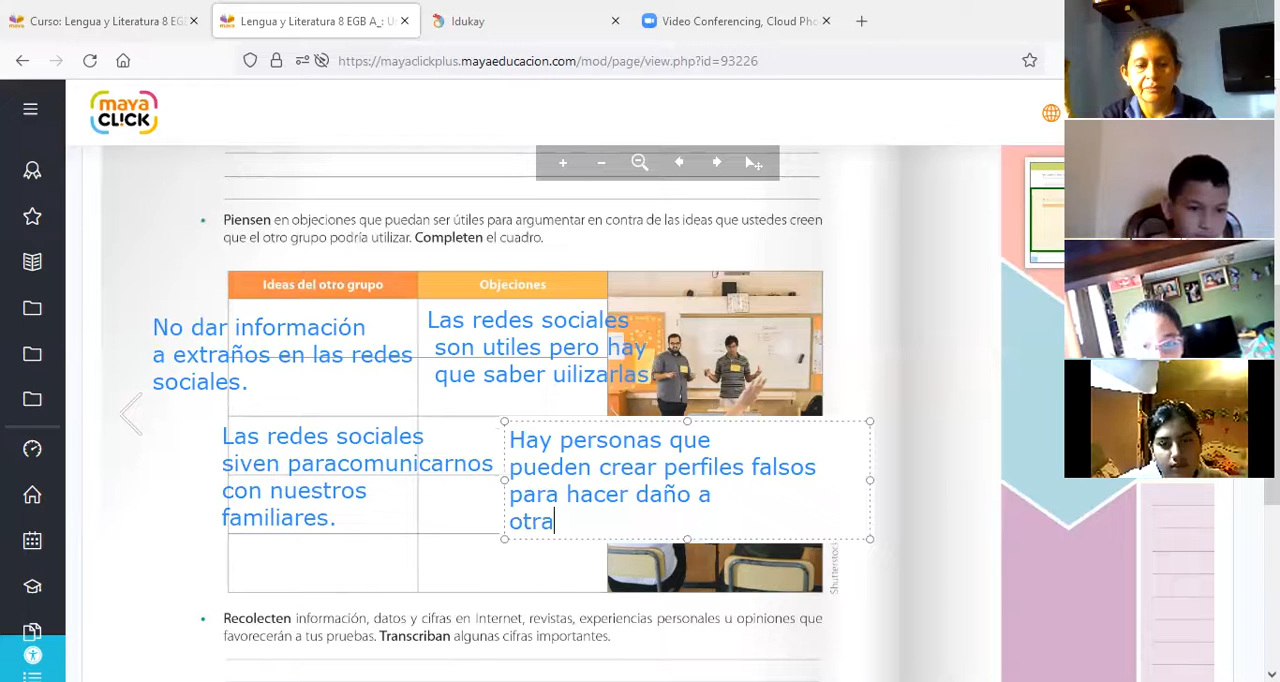 Curso: Lengua y Literatura 8 EGB
Lengua y Literatura 8 EGB A_: U
Idukay
Video Conferencing, Cloud Pho
https://mayaclickplus.mayaeducacion.com/mod/page/view.php?id=93226
maya
CL!CK
Piensen en objeciones que puedan ser útiles para argumentar en contra de las ideas que ustedes creen
que el otro grupo podría utilizar. Completen el cuadro.
Ideas del otro grupo
Objeciones
No dar información
a extraños en las redes
sociales.
Las redes sociales
son utiles pero hay
que saber uilizarlas.
Las redes sociales
siven paracomunicarnos
con nuestros
familiares.
Hay personas que
pueden crear perfiles falsos
para hacer daño a
otra
Shutterstock
Recolecten información, datos y cifras en Internet, revistas, experiencias personales u opiniones que
favorecerán a tus pruebas. Transcriban algunas cifras importantes.